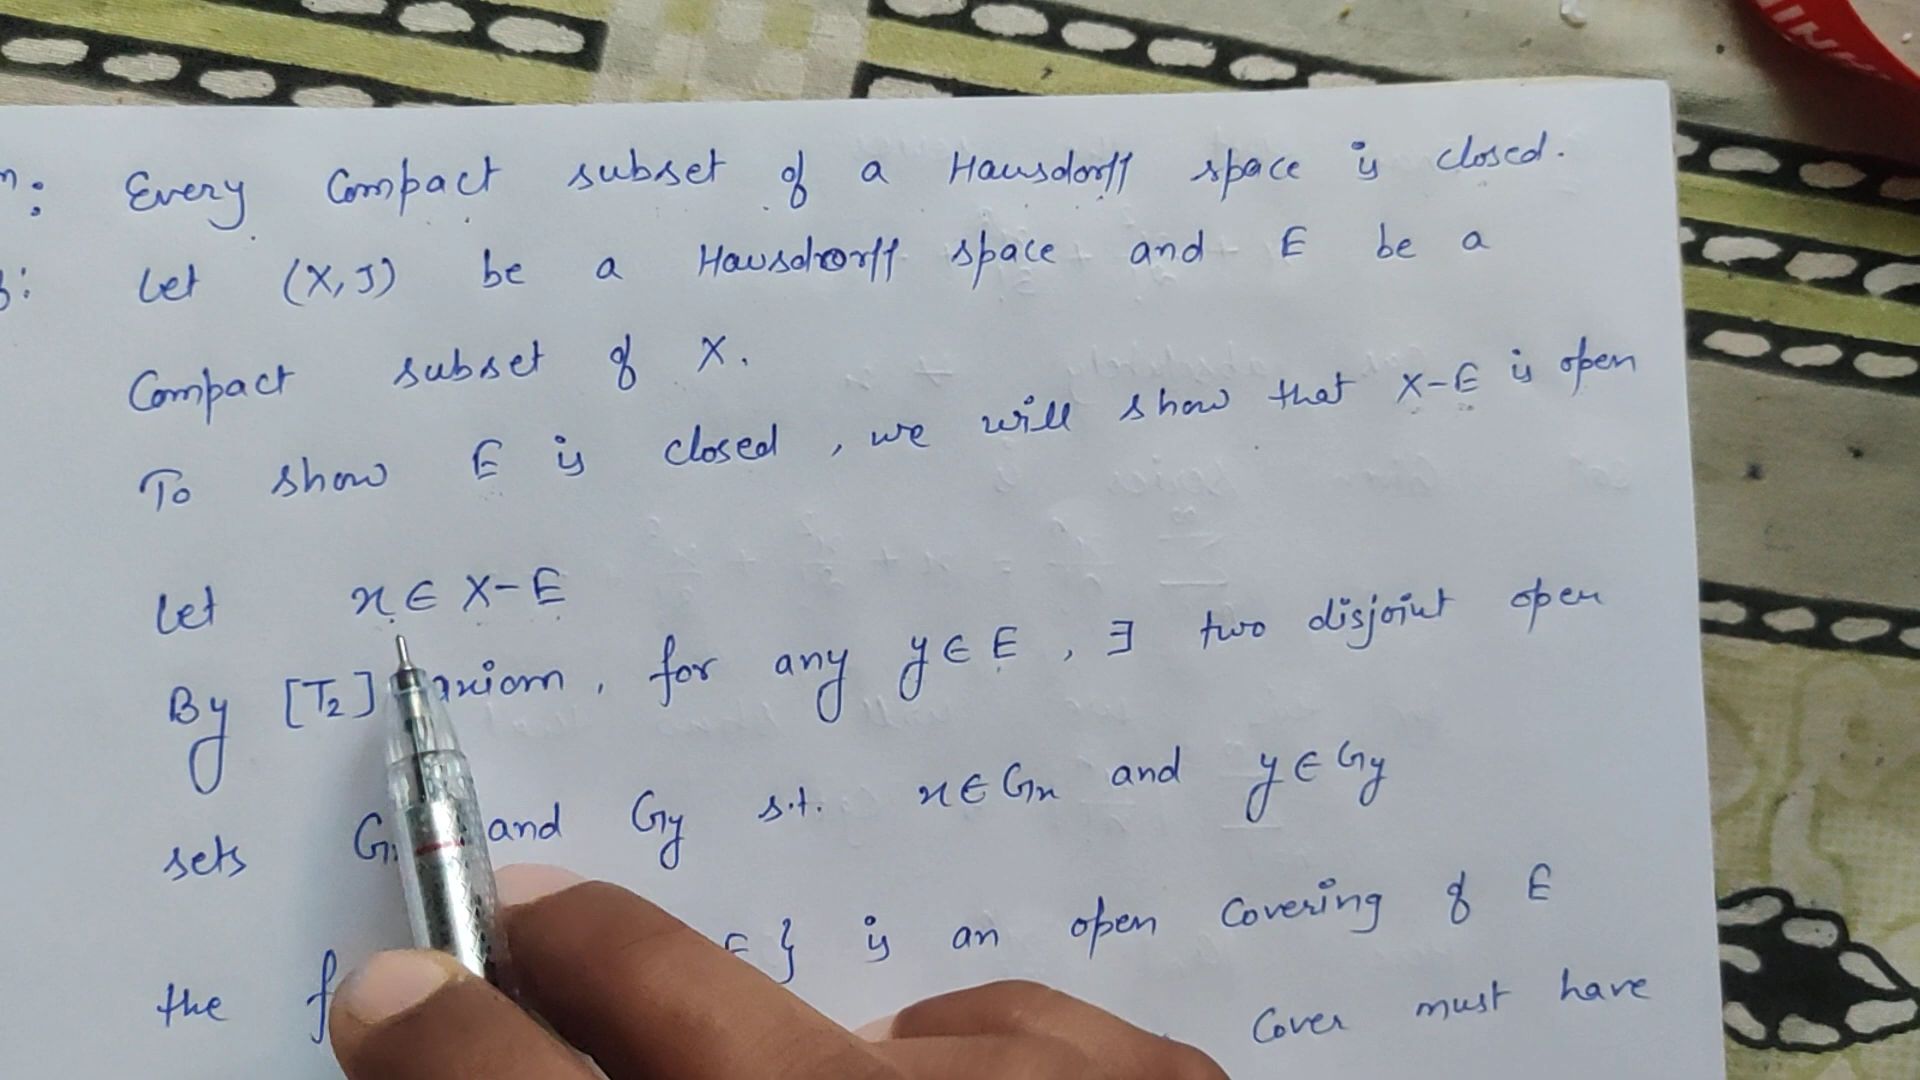 n: Every Compact subset of a Hausdorff space is closed.
: Let (X, J) be a Hausdorff space and E be a
Compact subset of X.
To show E is closed, we will show that X-E is open
Let x ∈ X-E
By [T₂] axiom, for any y ∈ E, ∃ two disjoint open
sets and Gy s.t. x ∈ Gx and y ∈ Gy
the } is an open Covering of E
Cover must have